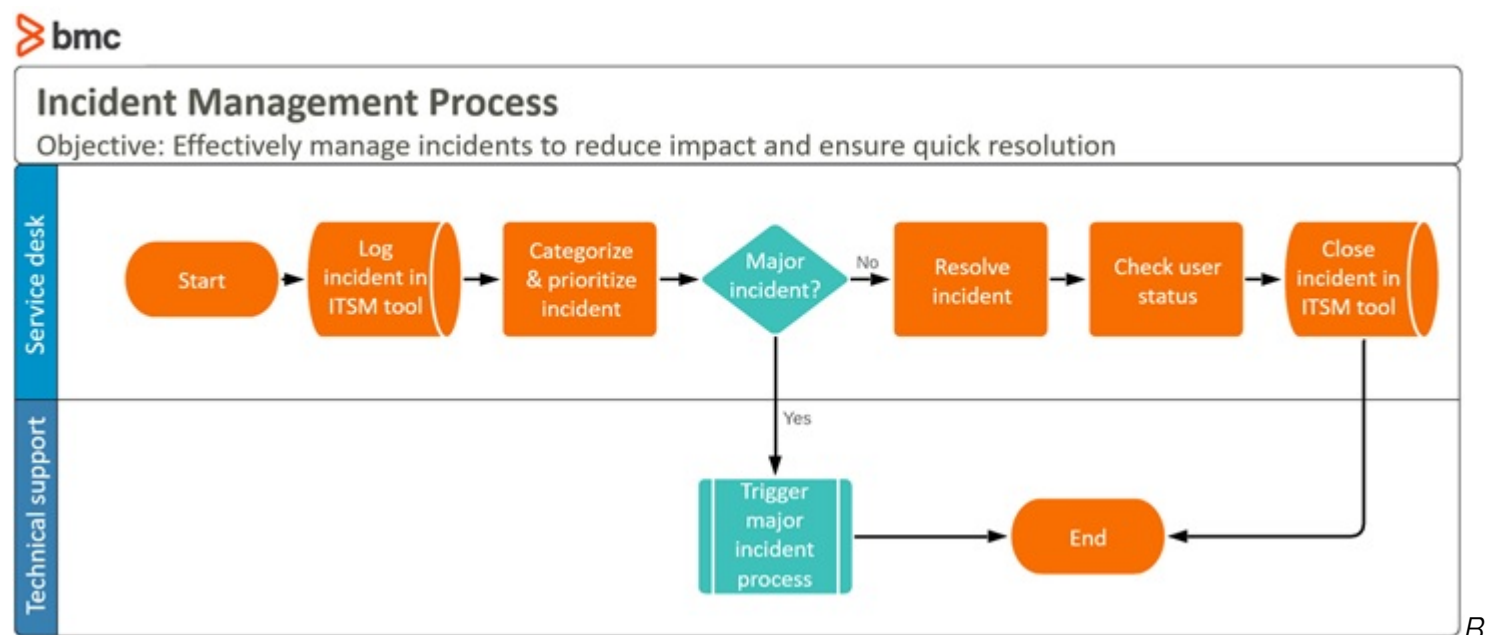 bmc
Incident Management Process
Objective: Effectively manage incidents to reduce impact and ensure quick resolution
Service desk
Start
Log
incident in
ITSM tool
Categorize
& prioritize
incident
Major
incident?
No
Resolve
incident
Check user
status
Close
incident in
ITSM tool
Yes
Technical support
Trigger
major
incident
process
End